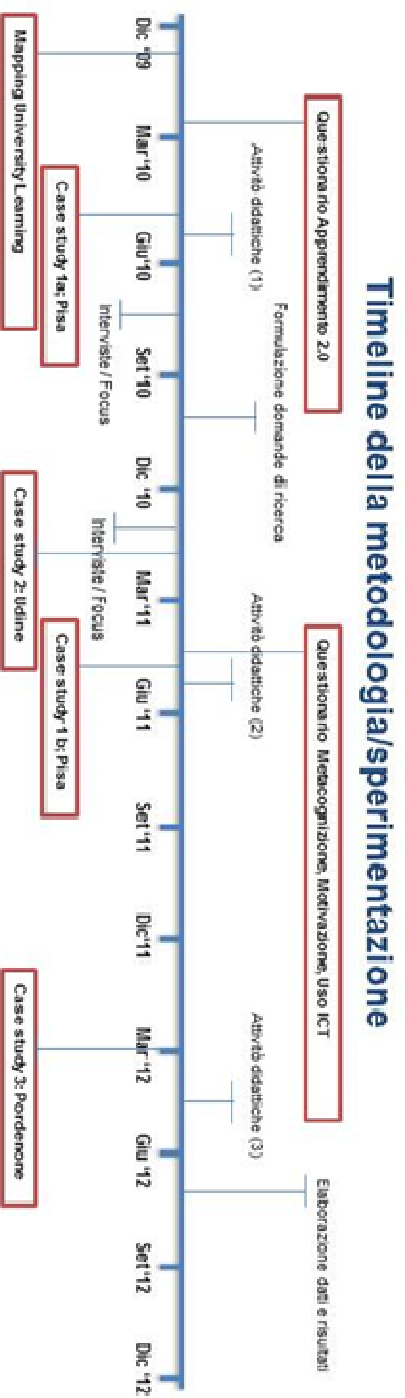 Timeline della metodologia/sperimentazione
Questionario Apprendimento 2.0
Questionario Metacognizione, Motivazione, Uso ICT
Elaborazione dati e risultati
Formulazione domande di ricerca
Attività didattiche (1)
Attività didattiche (2)
Attività didattiche (3)
Dic '09
Mar '10
Giu '10
Set '10
Dic '10
Mar '11
Giu '11
Set '11
Dic '11
Mar '12
Giu '12
Set '12
Dic '12
Interviste / Focus
Interviste / Focus
Case study 1a: Pisa
Case study 1 b: Pisa
Mapping University Learning
Case study 2: Udine
Case study 3: Pordenone